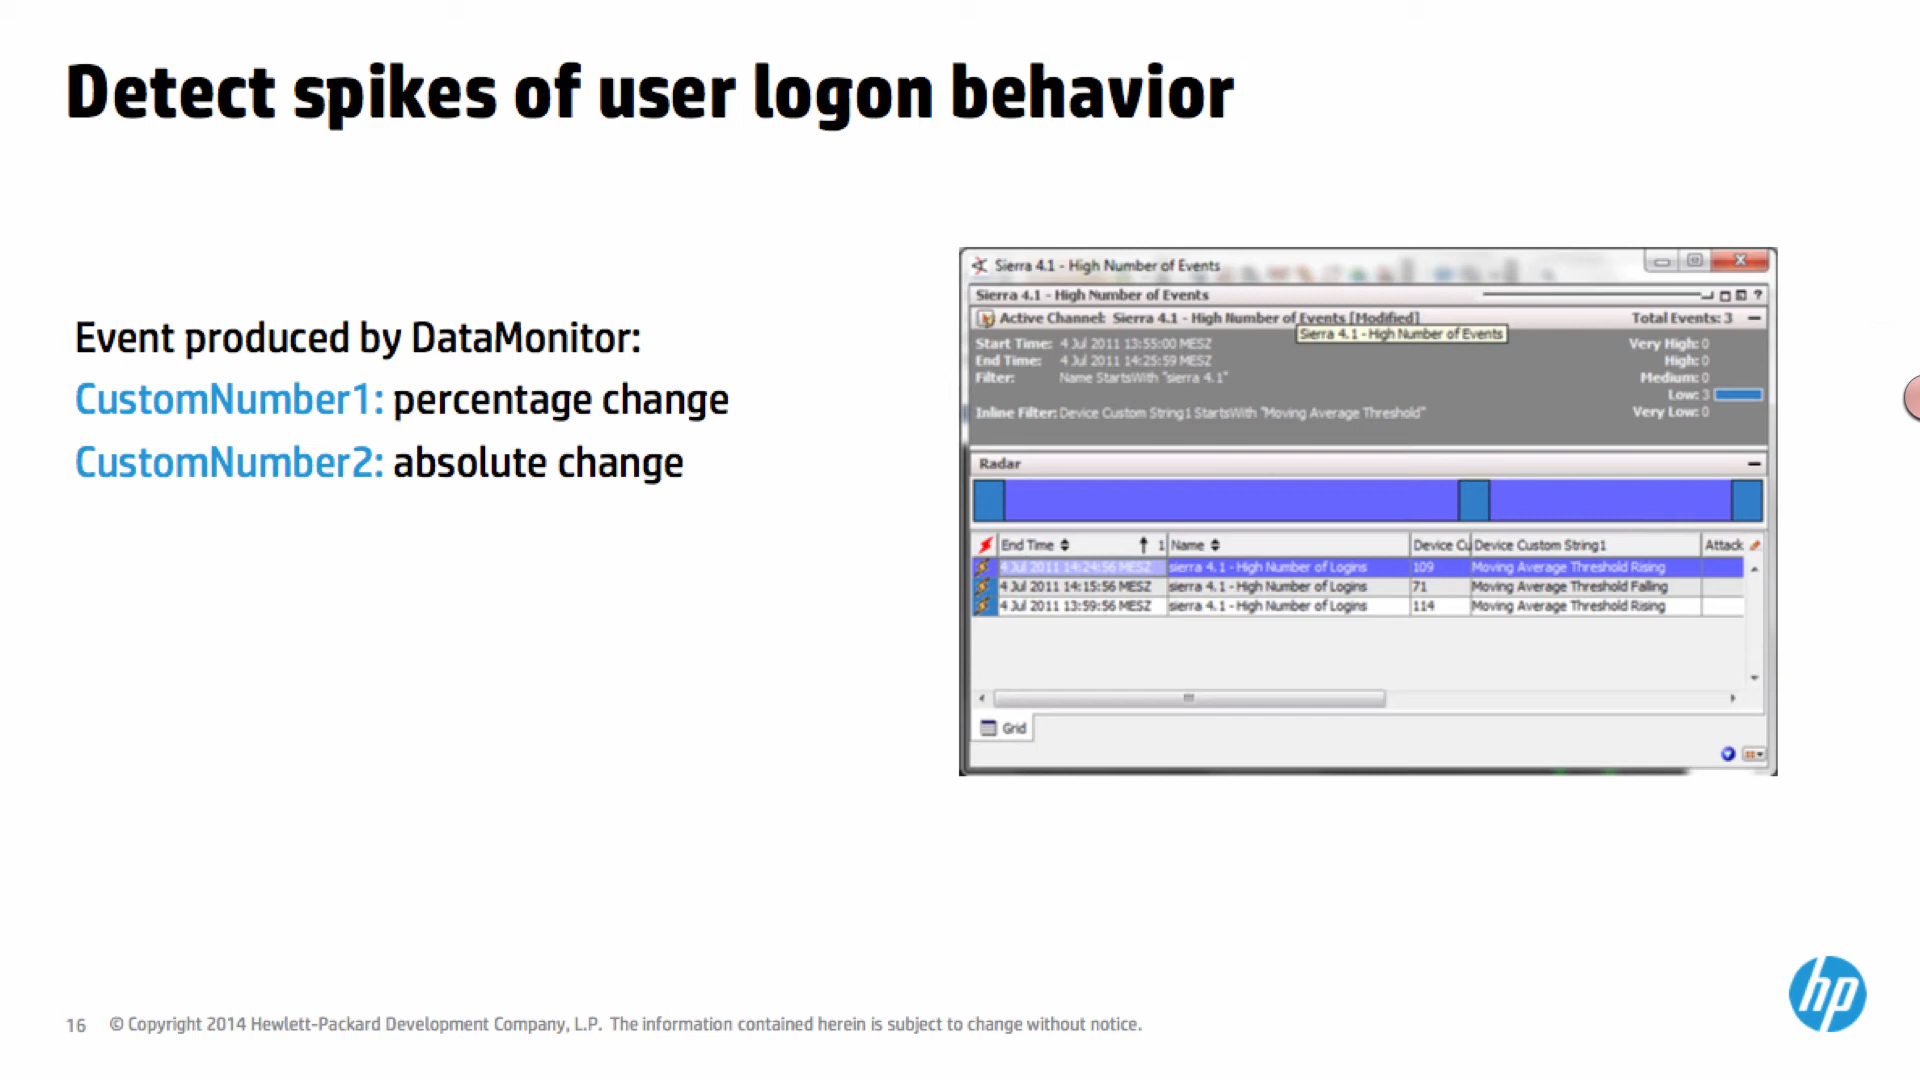 Detect spikes of user logon behavior
Event produced by DataMonitor:
CustomNumber1: percentage change
CustomNumber2: absolute change
Sierra 4.1 - High Number of Events
Sierra 4.1 - High Number of Events
Active Channel: Sierra 4.1 - High Number of Events [Modified] Total Events: 3
Sierra 4.1 - High Number of Events
Start Time: 4 Jul 2011 13:55:00 MESZ Very High: 0
End Time: 4 Jul 2011 14:25:59 MESZ High: 0
Filter: Name StartsWith "sierra 4.1" Medium: 0
Low: 3
Inline Filter: Device Custom String1 StartsWith "Moving Average Threshold" Very Low: 0
Radar
End Time 1 Name Device Cu Device Custom String1 Attack
4 Jul 2011 14:24:56 MESZ sierra 4.1 - High Number of Logins 109 Moving Average Threshold Rising
4 Jul 2011 14:15:56 MESZ sierra 4.1 - High Number of Logins 71 Moving Average Threshold Falling
4 Jul 2011 13:59:56 MESZ sierra 4.1 - High Number of Logins 114 Moving Average Threshold Rising
Grid
hp
16 © Copyright 2014 Hewlett-Packard Development Company, L.P. The information contained herein is subject to change without notice.